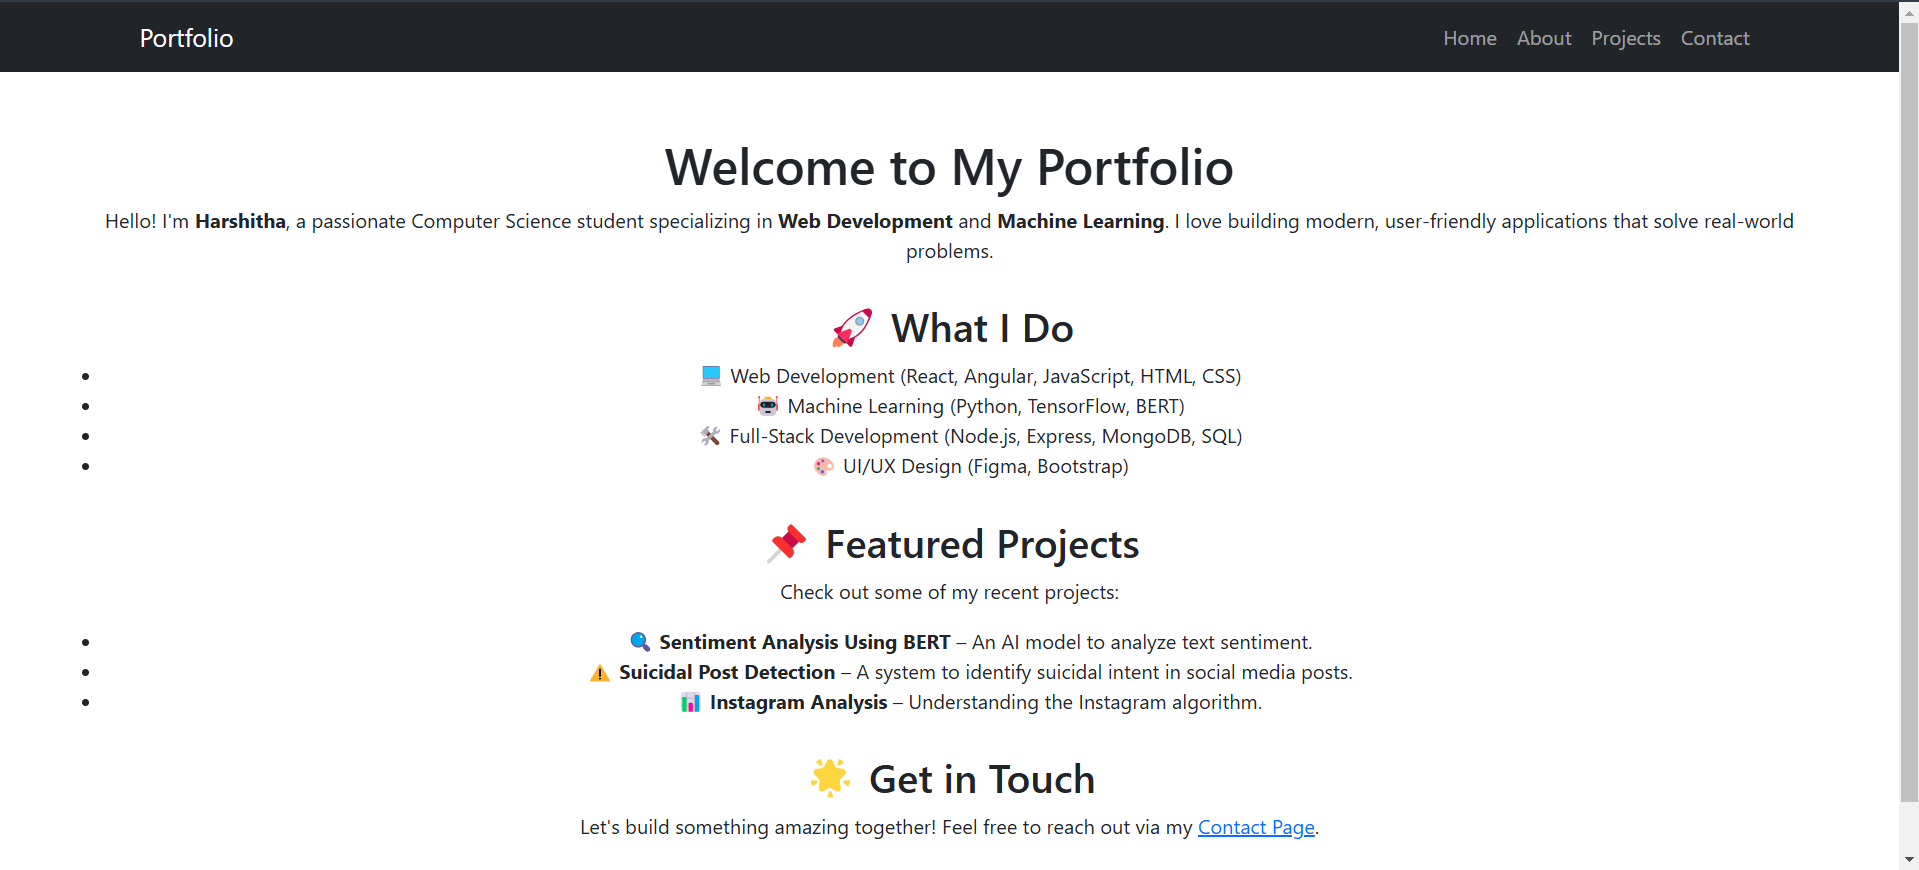 Portfolio
Home About Projects Contact
Welcome to My Portfolio
Hello! I'm Harshitha, a passionate Computer Science student specializing in Web Development and Machine Learning. I love building modern, user-friendly applications that solve real-world
problems.
🚀 What I Do
• 💻 Web Development (React, Angular, JavaScript, HTML, CSS)
• 🤖 Machine Learning (Python, TensorFlow, BERT)
• 🛠 Full-Stack Development (Node.js, Express, MongoDB, SQL)
• 🎨 UI/UX Design (Figma, Bootstrap)
📌 Featured Projects
Check out some of my recent projects:
• 🔍 Sentiment Analysis Using BERT – An AI model to analyze text sentiment.
• ⚠️ Suicidal Post Detection – A system to identify suicidal intent in social media posts.
• 📊 Instagram Analysis – Understanding the Instagram algorithm.
🌟 Get in Touch
Let's build something amazing together! Feel free to reach out via my Contact Page.